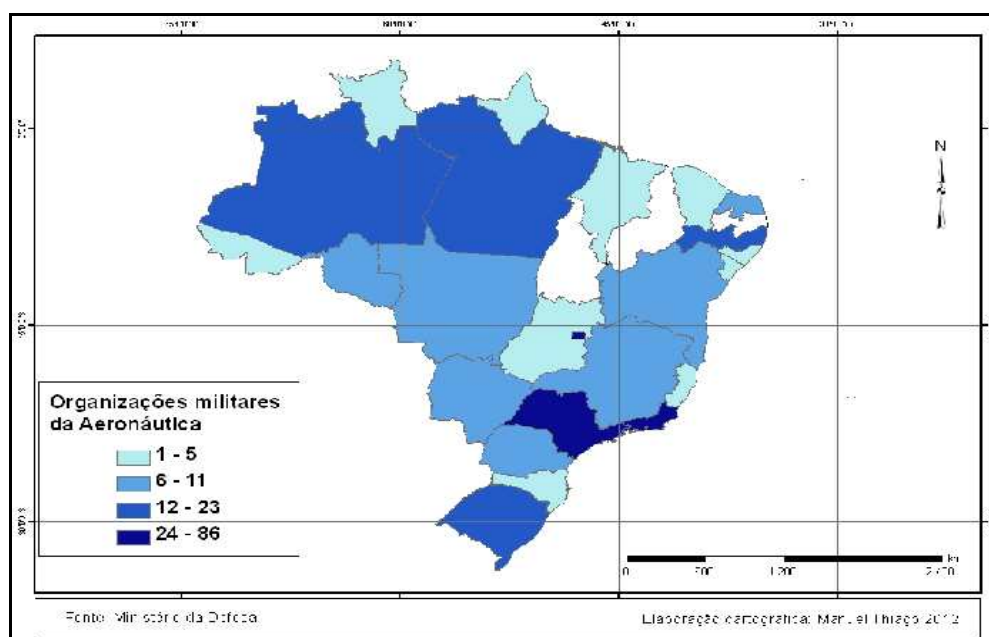 N
Organizações militares
da Aeronáutica
1 - 5
6 - 11
12 - 23
24 - 86
km
0
Fonte: Ministério da Defesa
Elaboração cartográfica: Manuel Thiago 2012